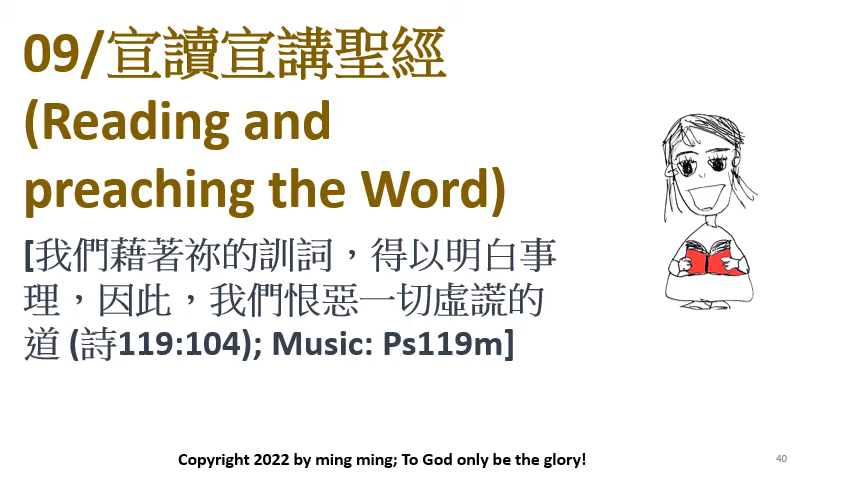 09/宣讀宣講聖經
(Reading and
preaching the Word)
[我們藉著祢的訓詞，得以明白事
理，因此，我們恨惡一切虛謊的
道 (詩119:104); Music: Ps119m]
Copyright 2022 by ming ming; To God only be the glory!
40